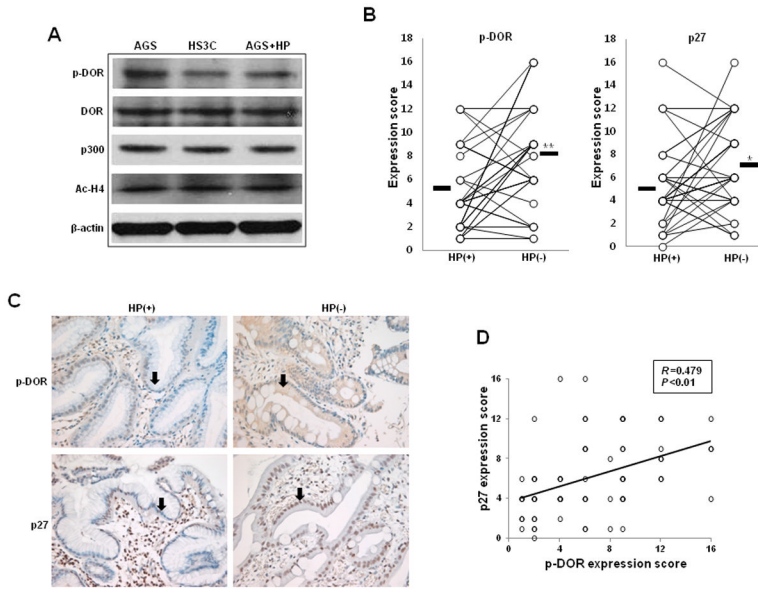 A
AGS HS3C AGS+HP
p-DOR
DOR
p300
Ac-H4
β-actin
B
p-DOR
Expression score
18
16
14
12
10
8
6
4
2
0
**
HP(+) HP(-)
p27
Expression score
18
16
14
12
10
8
6
4
2
0
*
HP(+) HP(-)
C
HP(+) HP(-)
p-DOR
p27
D
R=0.479
P<0.01
p27 expression score
16
12
8
4
0
0 4 8 12 16
p-DOR expression score